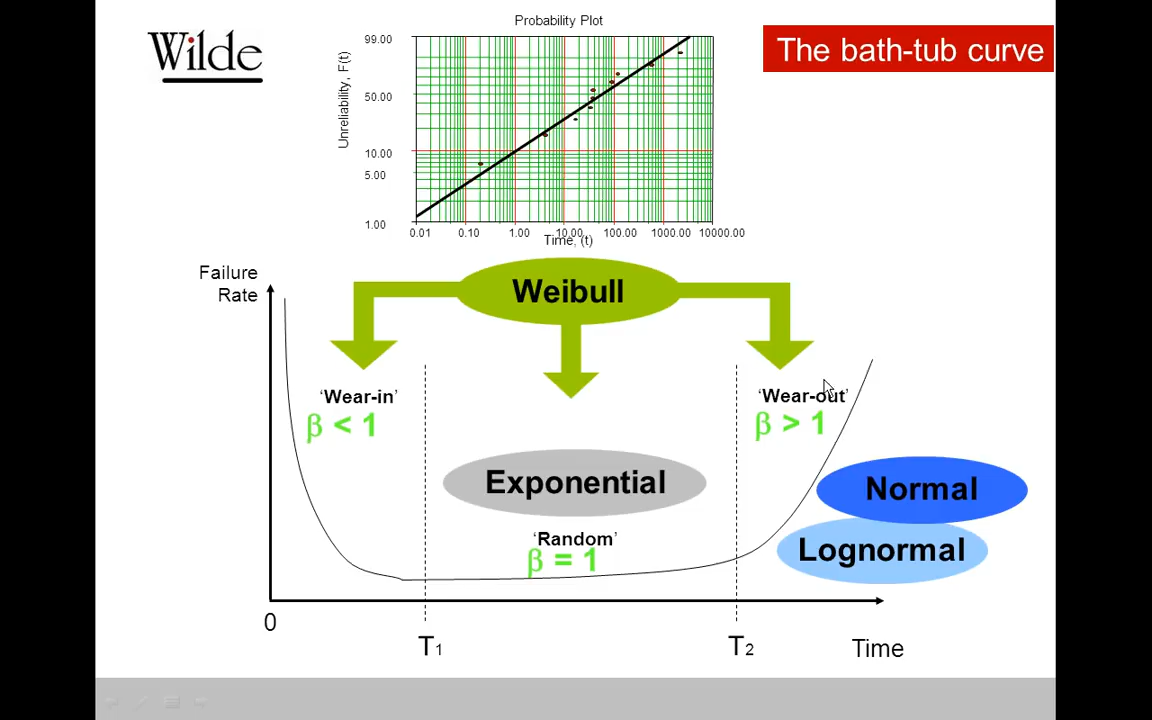 Wilde
Probability Plot
The bath-tub curve
Unreliability, F(t)
99.00
50.00
10.00
5.00
1.00
0.01 0.10 1.00 10.00 100.00 1000.00 10000.00
Time, (t)
Failure
Rate
Weibull
‘Wear-in’
β < 1
‘Wear-out’
β > 1
Exponential
Normal
‘Random’
β = 1
Lognormal
0
T1
T2
Time